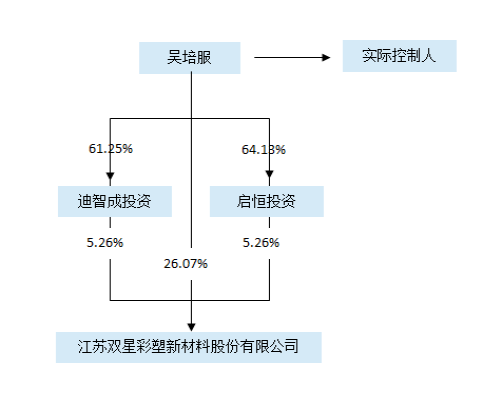 吴培服
实际控制人
61.25%
64.13%
迪智成投资
启恒投资
5.26%
5.26%
26.07%
江苏双星彩塑新材料股份有限公司